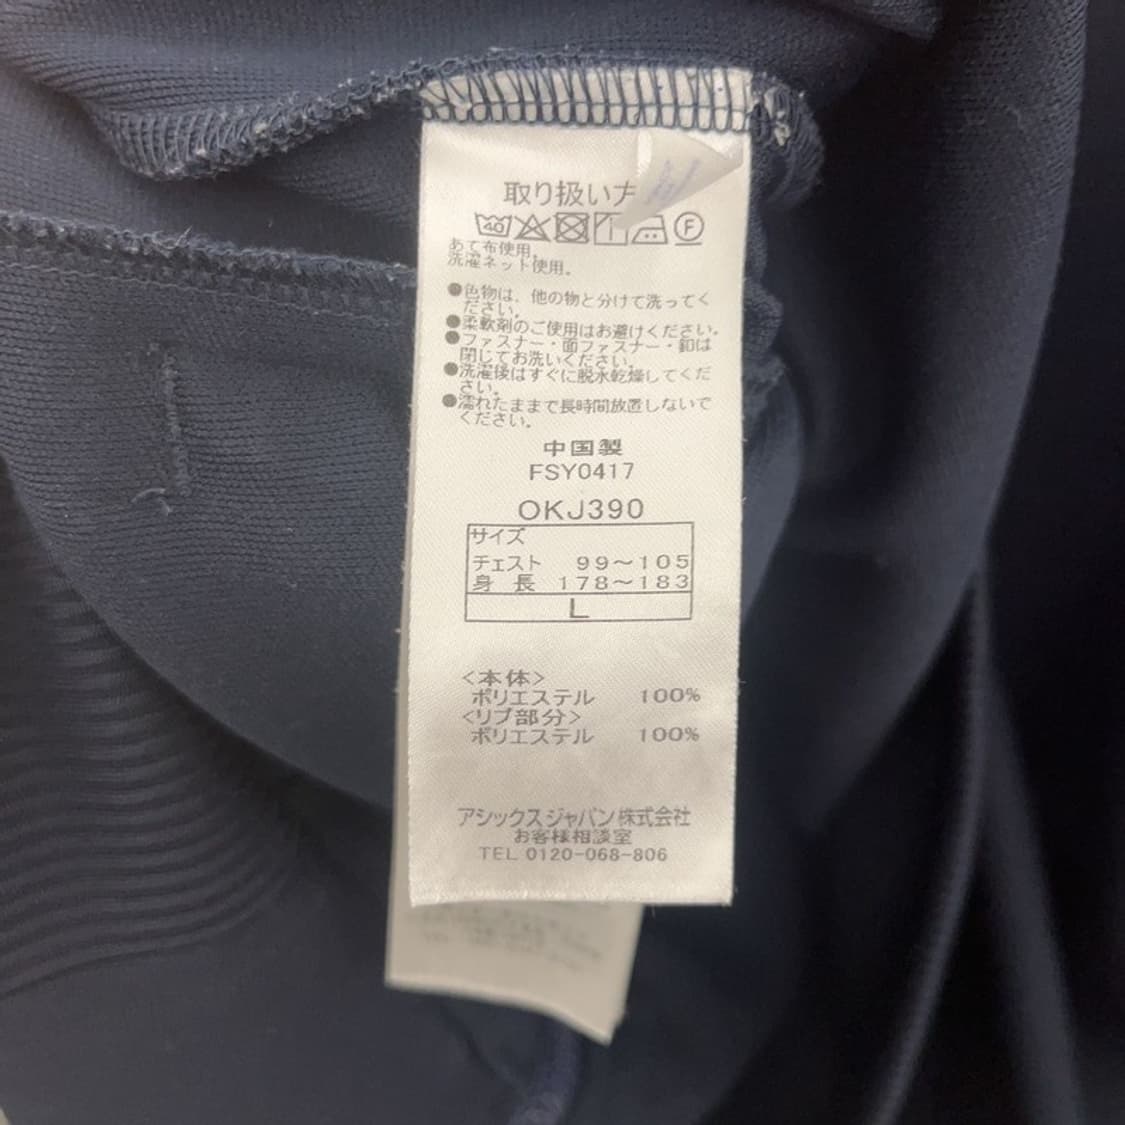 取り扱い方
40 F
あて布使用。
洗濯ネット使用。
●色物は、他の物と分けて洗ってく
ださい。
●柔軟剤のご使用はお避けください。
●ファスナー・面ファスナー・釦は
閉じてお洗いください。
●洗濯後はすぐに脱水乾燥してくだ
さい。
●濡れたままで長時間放置しないで
ください。
中国製
FSY0417
OKJ390
サイズ
チェスト 99～105
身長 178～183
L
<本体>
ポリエステル 100%
<リブ部分>
ポリエステル 100%
アシックスジャパン株式会社
お客様相談室
TEL 0120-068-806